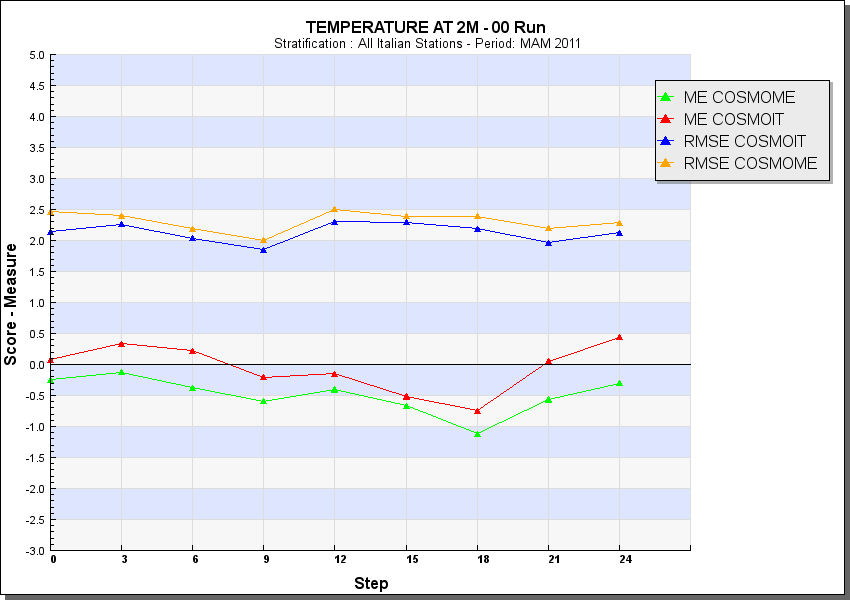 TEMPERATURE AT 2M - 00 Run
Stratification : All Italian Stations - Period: MAM 2011
5.0
4.5
4.0
3.5
3.0
2.5
2.0
1.5
1.0
0.5
0.0
-0.5
-1.0
-1.5
-2.0
-2.5
-3.0
Score - Measure
ME COSMOME
ME COSMOIT
RMSE COSMOIT
RMSE COSMOME
0 3 6 9 12 15 18 21 24
Step